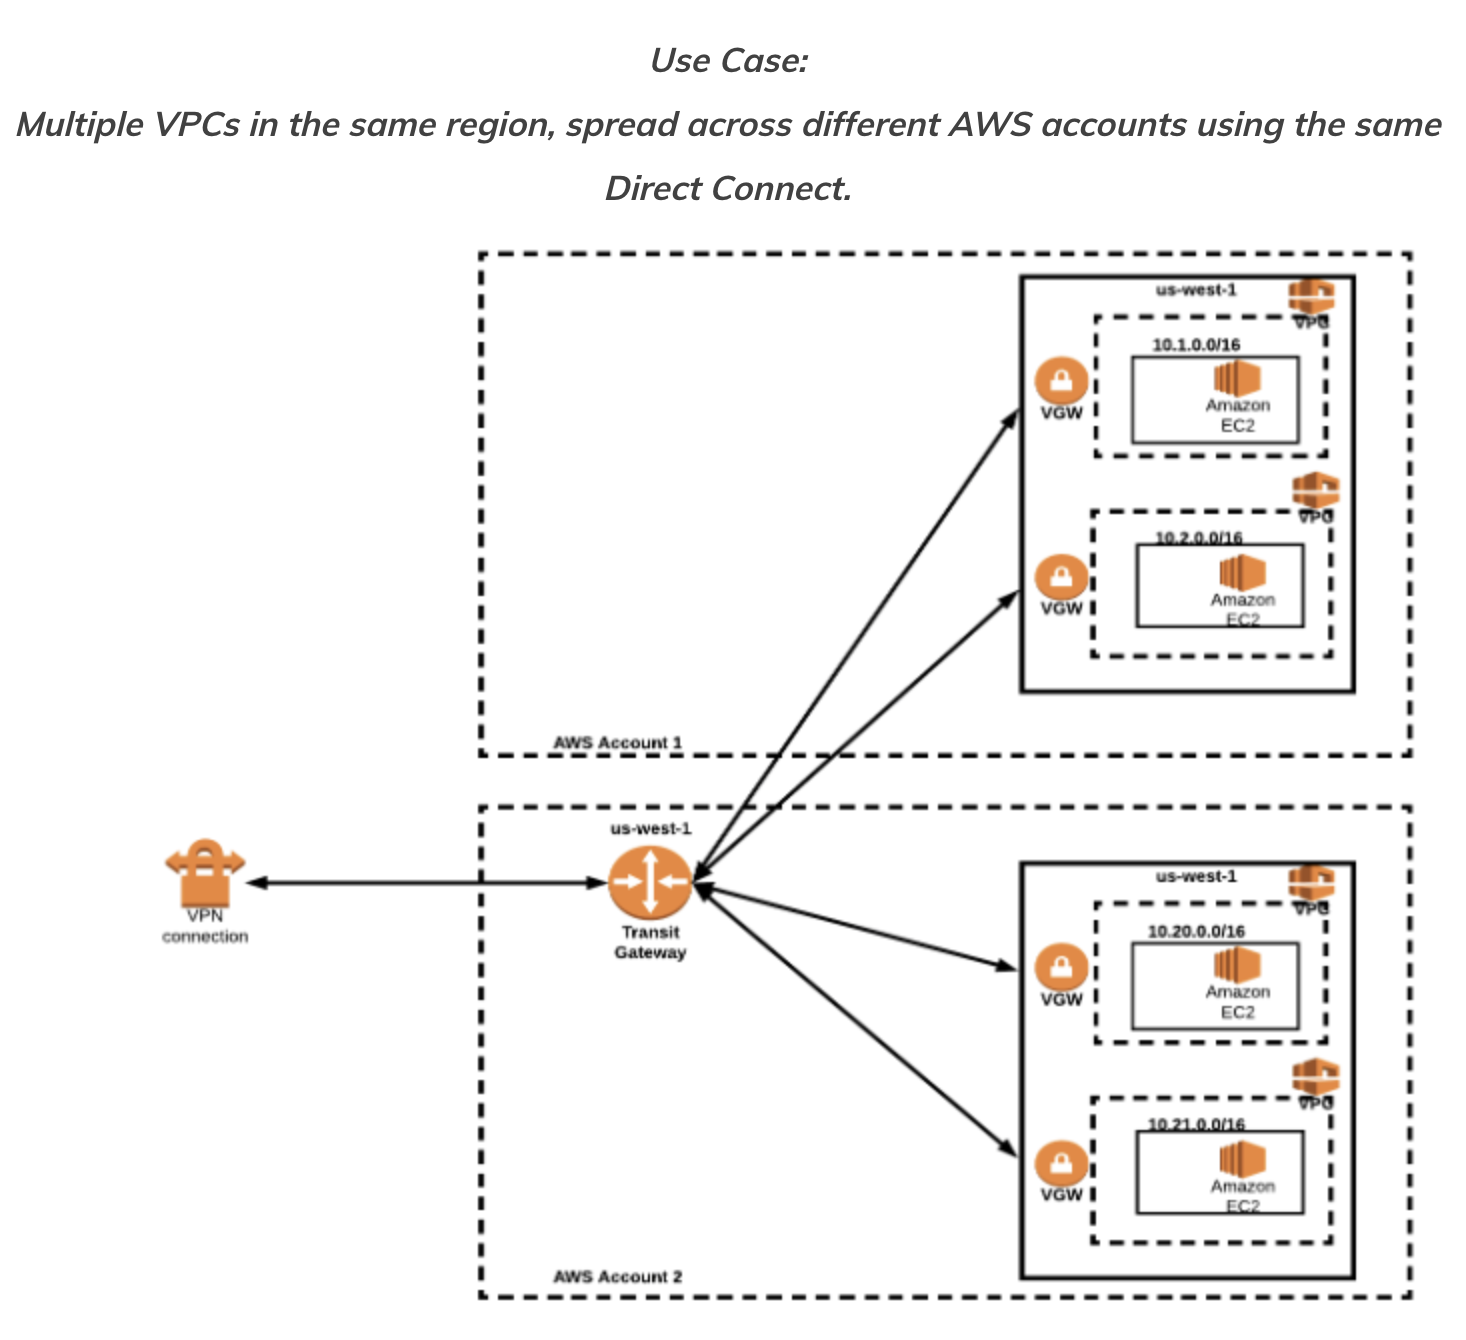 Use Case:
Multiple VPCs in the same region, spread across different AWS accounts using the same
Direct Connect.
us-west-1
VPC
10.1.0.0/16
Amazon
EC2
VGW
VPC
10.2.0.0/16
Amazon
EC2
VGW
AWS Account 1
us-west-1
Transit
Gateway
VPN
connection
us-west-1
VPC
10.20.0.0/16
Amazon
EC2
VGW
VPC
10.21.0.0/16
Amazon
EC2
VGW
AWS Account 2